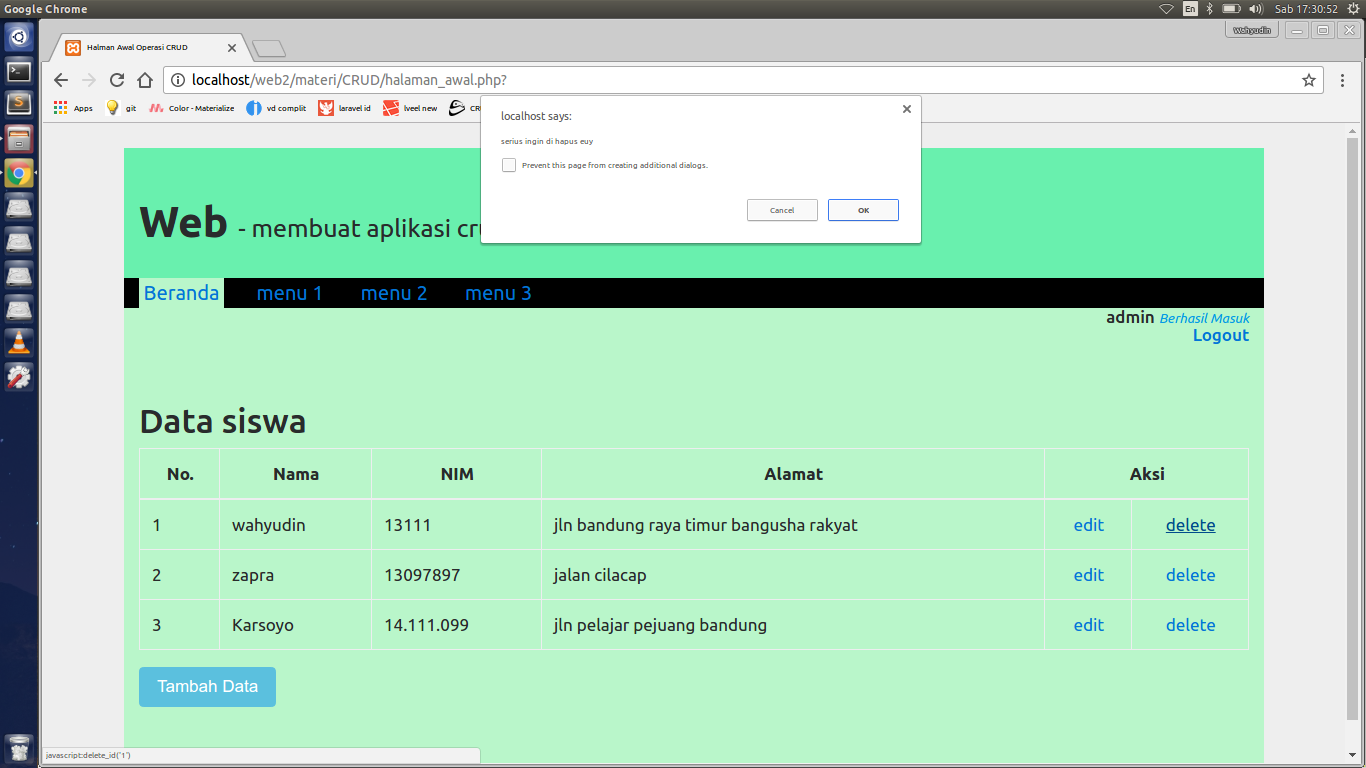 Google Chrome
En
Sab 17:30:52
Wahyudin
Halman Awal Operasi CRUD
localhost/web2/materi/CRUD/halaman_awal.php?
Apps
git
Color - Materialize
vd complit
laravel id
lveel new
localhost says:
serius ingin di hapus euy
Prevent this page from creating additional dialogs.
Cancel
OK
Web - membuat aplikasi
Beranda
menu 1
menu 2
menu 3
admin Berhasil Masuk
Logout
Data siswa
No. Nama NIM Alamat Aksi
1 wahyudin 13111 jln bandung raya timur bangusha rakyat edit delete
2 zapra 13097897 jalan cilacap edit delete
3 Karsoyo 14.111.099 jln pelajar pejuang bandung edit delete
Tambah Data
javascript:delete_id("1")